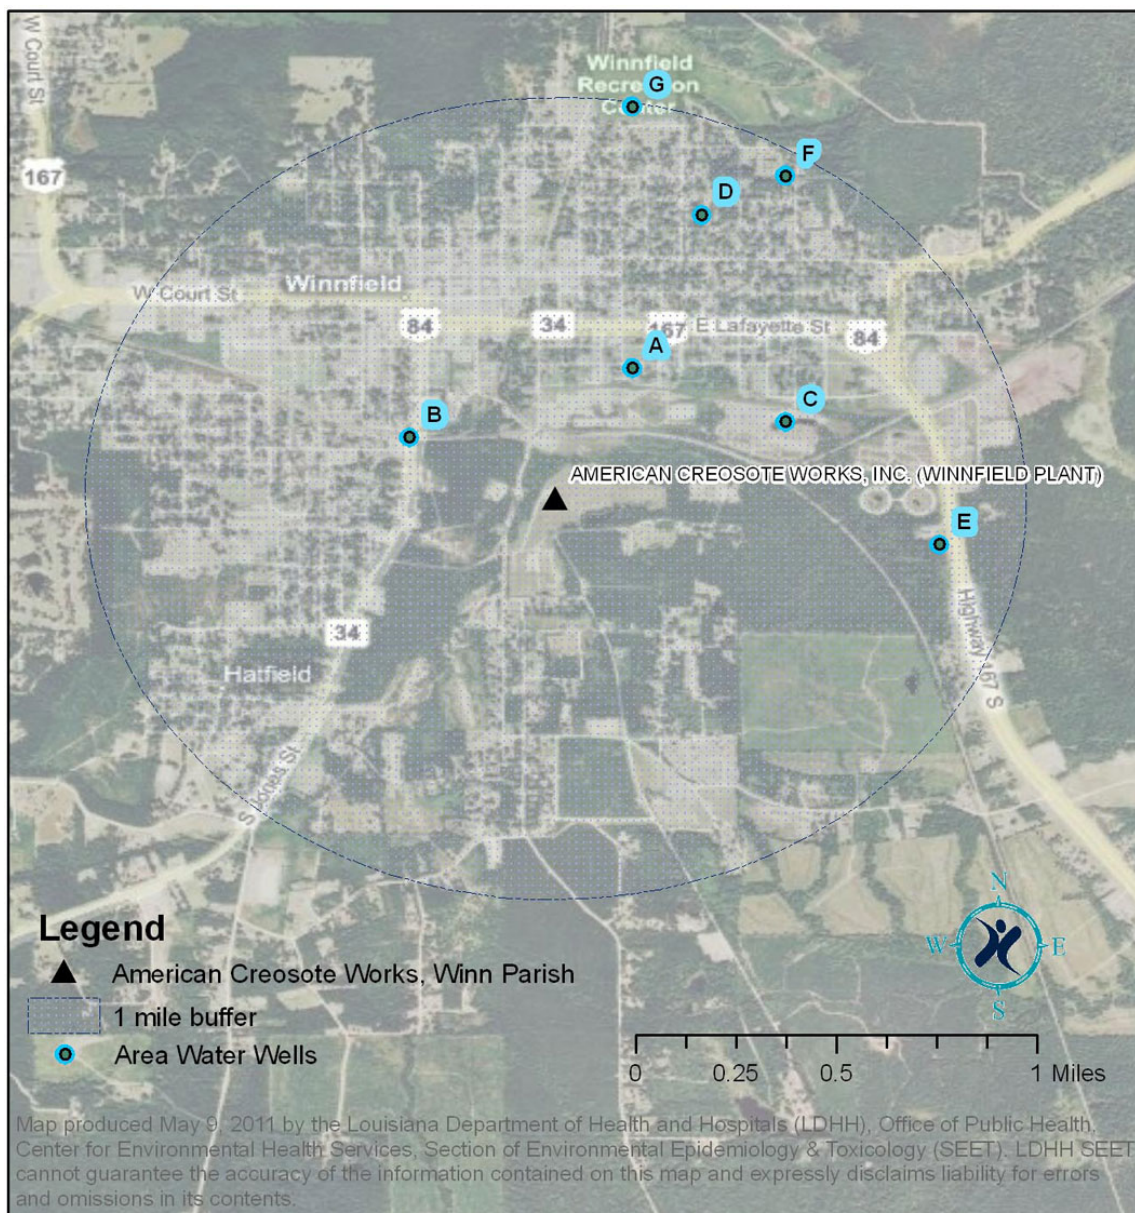 W Court St
Winnfield
Recreation
Center
G
167
F
D
W Court St
Winnfield
84
34
167
E Lafayette St
84
A
B
C
AMERICAN CREOSOTE WORKS, INC. (WINNFIELD PLANT)
E
34
Highway 167 S
Hatfield
S Jones St
N
W
E
S
Legend
American Creosote Works, Winn Parish
1 mile buffer
Area Water Wells
0 0.25 0.5 1 Miles
Map produced May 9, 2011 by the Louisiana Department of Health and Hospitals (LDHH), Office of Public Health,
Center for Environmental Health Services, Section of Environmental Epidemiology & Toxicology (SEET). LDHH SEET
cannot guarantee the accuracy of the information contained on this map and expressly disclaims liability for errors
and omissions in its contents.